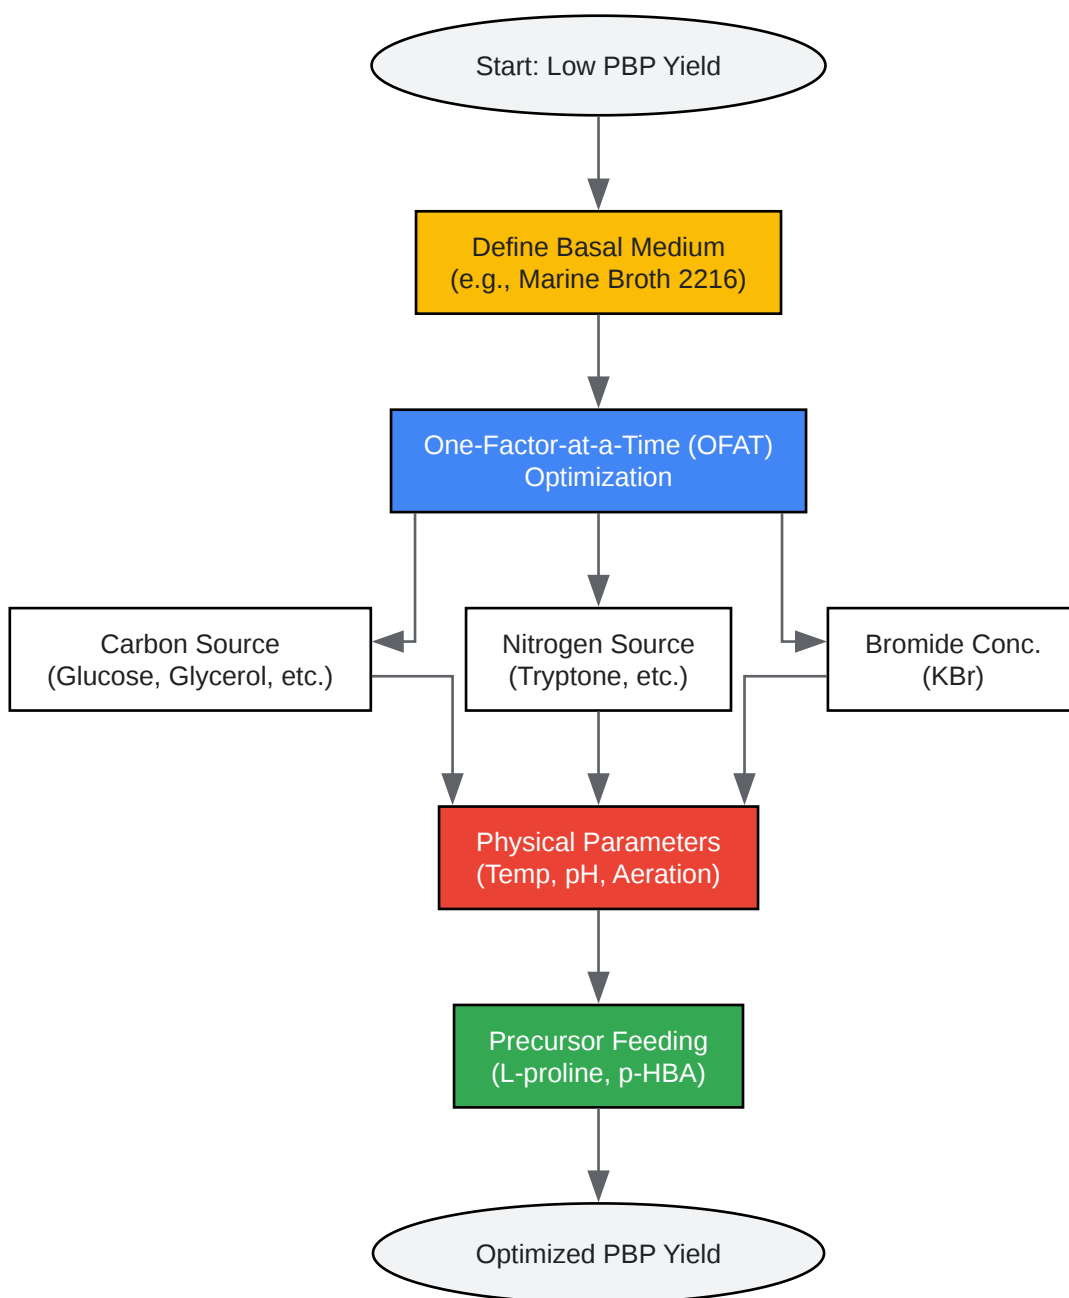 Start: Low PBP Yield
Define Basal Medium
(e.g., Marine Broth 2216)
One-Factor-at-a-Time (OFAT)
Optimization
Carbon Source
(Glucose, Glycerol, etc.)
Nitrogen Source
(Tryptone, etc.)
Bromide Conc.
(KBr)
Physical Parameters
(Temp, pH, Aeration)
Precursor Feeding
(L-proline, p-HBA)
Optimized PBP Yield